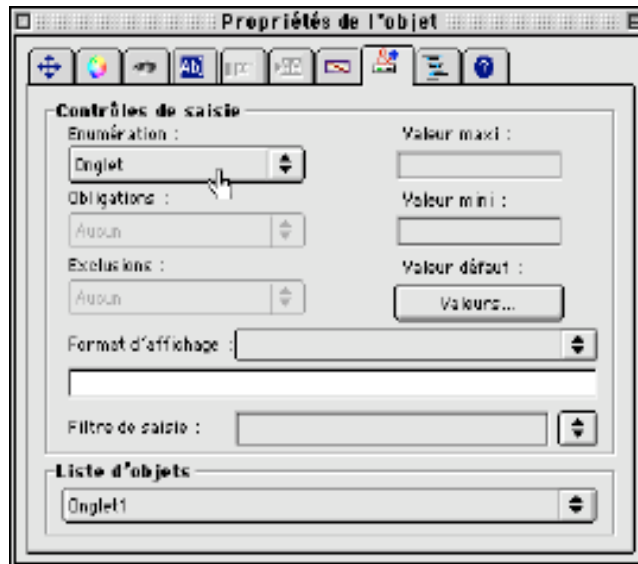 Propriétés de l'objet
Ab
Contrôles de saisie
Enumération :
Valeur maxi :
Onglet
Obligations :
Valeur mini :
Aucun
Exclusions :
Valeur défaut :
Aucun
Valeurs...
Format d'affichage :
Filtre de saisie :
Liste d'objets
Onglet1